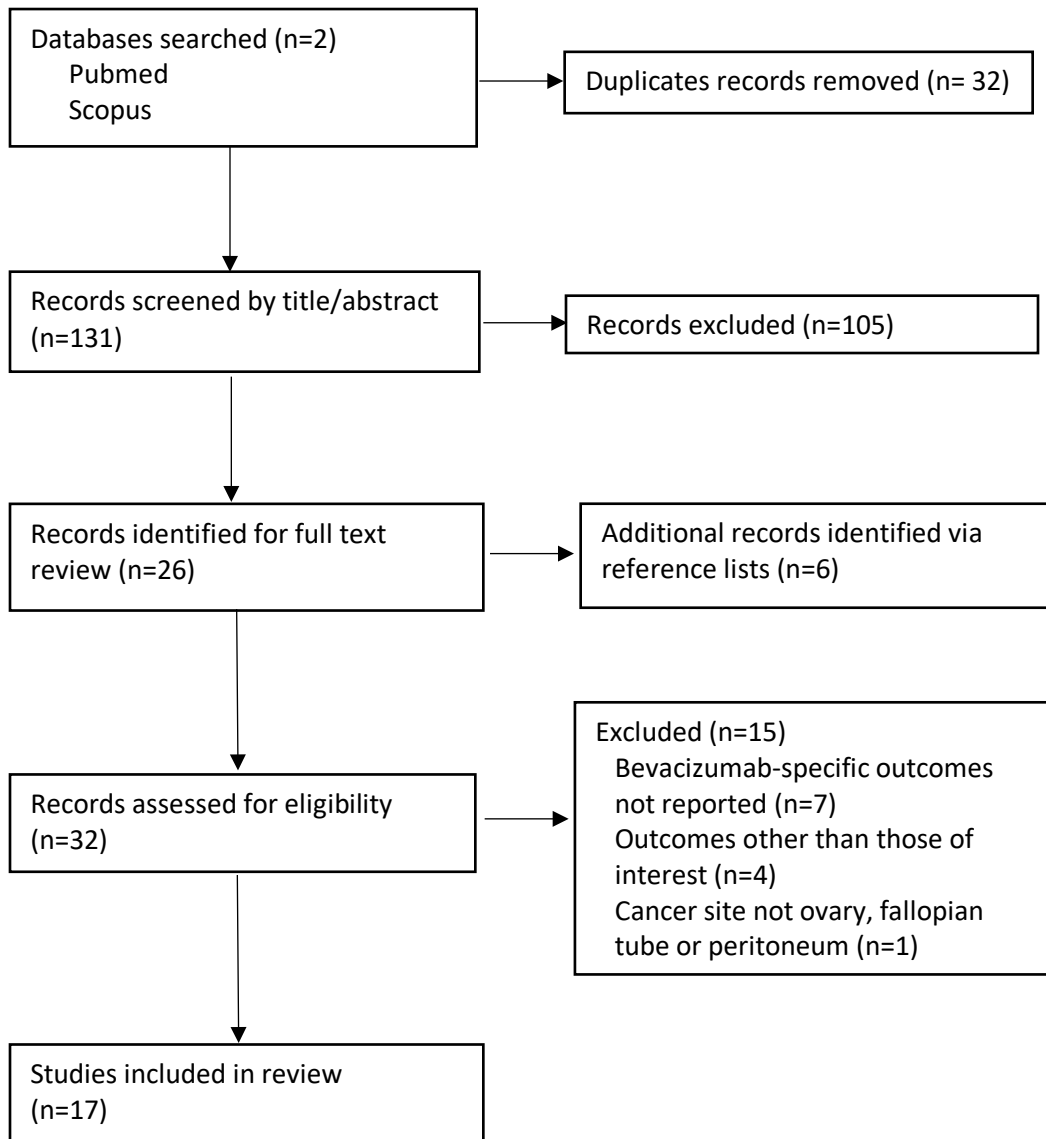 Databases searched (n=2)
Pubmed
Scopus
Duplicates records removed (n= 32)
Records screened by title/abstract
(n=131)
Records excluded (n=105)
Records identified for full text
review (n=26)
Additional records identified via
reference lists (n=6)
Records assessed for eligibility
(n=32)
Excluded (n=15)
Bevacizumab-specific outcomes
not reported (n=7)
Outcomes other than those of
interest (n=4)
Cancer site not ovary, fallopian
tube or peritoneum (n=1)
Studies included in review
(n=17)